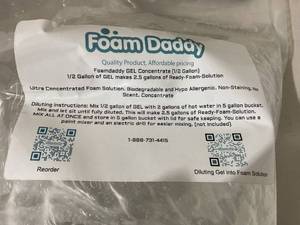 Foam Daddy
Quality Product, Affordable pricing
Foamdaddy GEL Concentrate (1/2 Gallon)
1/2 Gallon of GEL makes 2.5 gallons of Ready-Foam-Solution
Ultra Concentrated Foam Solution. Biodegradable and Hypo Allergenic. Non-Staining. No
Scent. Concentrate
Diluting instructions: Mix 1/2 gallon of GEL with 2 gallons of hot water in 5 gallon bucket.
Mix and let sit until fully diluted. This will make 2.5 gallons of Ready-Foam-Solution.
MIX ALL AT ONCE and store in 5 gallon bucket with lid for safe keeping. You can use a
paint mixer and an electric drill for easier mixing. (not included).
1-888-731-4415
Reorder
Diluting Gel into Foam Solution